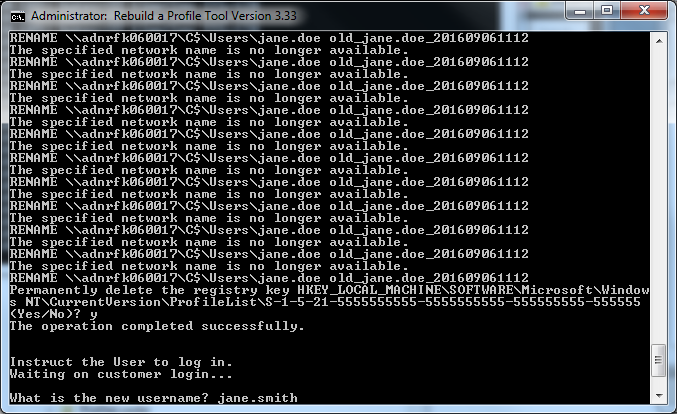 Administrator: Rebuild a Profile Tool Version 3.33
RENAME \\adnrfk060017\C$\Users\jane.doe old_jane.doe_201609061112
The specified network name is no longer available.
RENAME \\adnrfk060017\C$\Users\jane.doe old_jane.doe_201609061112
The specified network name is no longer available.
RENAME \\adnrfk060017\C$\Users\jane.doe old_jane.doe_201609061112
The specified network name is no longer available.
RENAME \\adnrfk060017\C$\Users\jane.doe old_jane.doe_201609061112
The specified network name is no longer available.
RENAME \\adnrfk060017\C$\Users\jane.doe old_jane.doe_201609061112
The specified network name is no longer available.
RENAME \\adnrfk060017\C$\Users\jane.doe old_jane.doe_201609061112
The specified network name is no longer available.
RENAME \\adnrfk060017\C$\Users\jane.doe old_jane.doe_201609061112
The specified network name is no longer available.
RENAME \\adnrfk060017\C$\Users\jane.doe old_jane.doe_201609061112
The specified network name is no longer available.
RENAME \\adnrfk060017\C$\Users\jane.doe old_jane.doe_201609061112
The specified network name is no longer available.
RENAME \\adnrfk060017\C$\Users\jane.doe old_jane.doe_201609061112
The specified network name is no longer available.
RENAME \\adnrfk060017\C$\Users\jane.doe old_jane.doe_201609061112
Permanently delete the registry key HKEY_LOCAL_MACHINE\SOFTWARE\Microsoft\Window
s NT\CurrentVersion\ProfileList\S-1-5-21-5555555555-5555555555-555555555-555555
(Yes/No)? y
The operation completed successfully.
Instruct the User to log in.
Waiting on customer login...
What is the new username? jane.smith